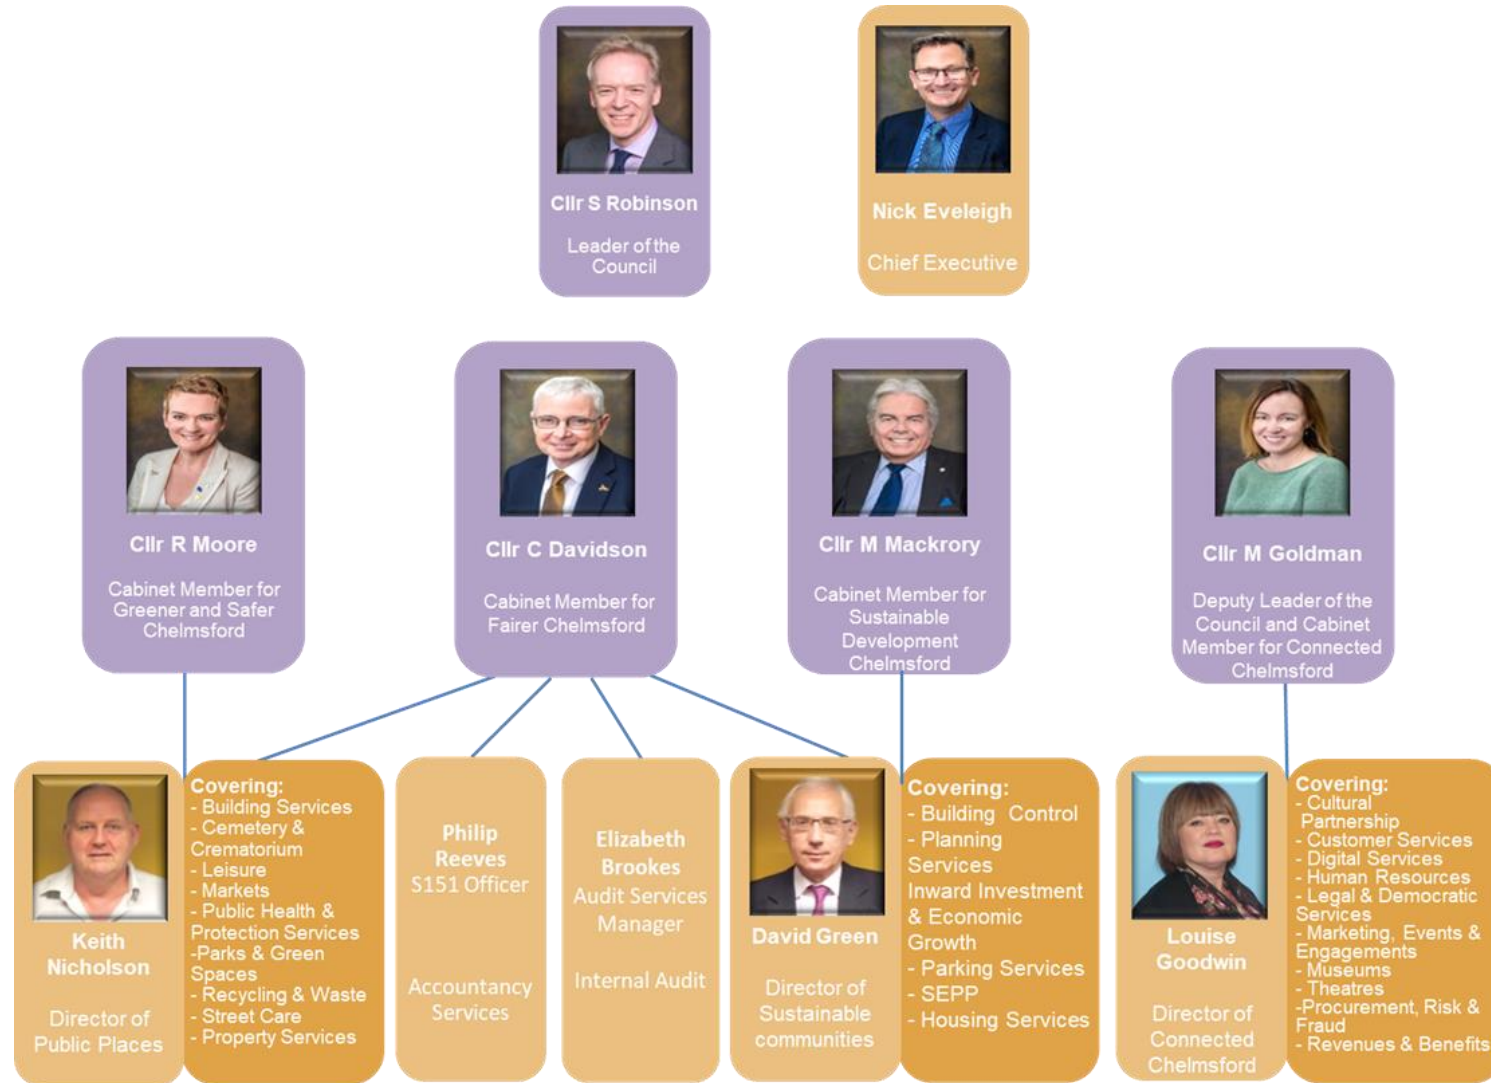 Cllr S Robinson
Leader of the
Council
Nick Eveleigh
Chief Executive
Cllr R Moore
Cabinet Member for
Greener and Safer
Chelmsford
Cllr C Davidson
Cabinet Member for
Fairer Chelmsford
Cllr M Mackrory
Cabinet Member for
Sustainable
Development
Chelmsford
Cllr M Goldman
Deputy Leader of the
Council and Cabinet
Member for Connected
Chelmsford
Keith
Nicholson
Director of
Public Places
Covering:
- Building Services
- Cemetery &
Crematorium
- Leisure
- Markets
- Public Health &
Protection Services
-Parks & Green
Spaces
- Recycling & Waste
- Street Care
- Property Services
Philip
Reeves
S151 Officer
Accountancy
Services
Elizabeth
Brookes
Audit Services
Manager
Internal Audit
David Green
Director of
Sustainable
communities
Covering:
- Building Control
- Planning
Services
Inward Investment
& Economic
Growth
- Parking Services
- SEPP
- Housing Services
Louise
Goodwin
Director of
Connected
Chelmsford
Covering:
- Cultural
Partnership
- Customer Services
- Digital Services
- Human Resources
- Legal & Democratic
Services
- Marketing, Events &
Engagements
- Museums
- Theatres
-Procurement, Risk &
Fraud
- Revenues & Benefits